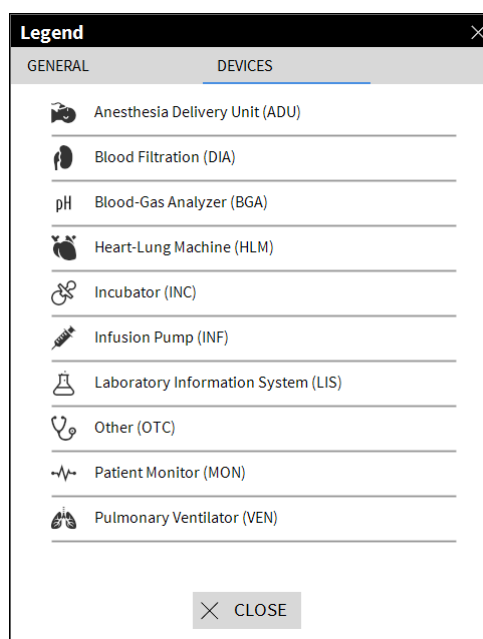 Legend
GENERAL DEVICES
Anesthesia Delivery Unit (ADU)
Blood Filtration (DIA)
pH Blood-Gas Analyzer (BGA)
Heart-Lung Machine (HLM)
Incubator (INC)
Infusion Pump (INF)
Laboratory Information System (LIS)
Other (OTC)
Patient Monitor (MON)
Pulmonary Ventilator (VEN)
CLOSE